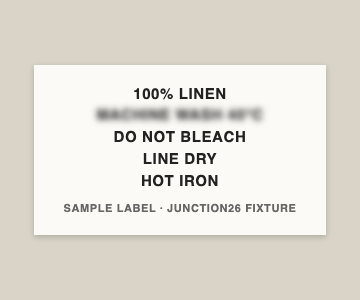 100% LINEN
DO NOT BLEACH
LINE DRY
HOT IRON
SAMPLE LABEL · JUNCTION26 FIXTURE